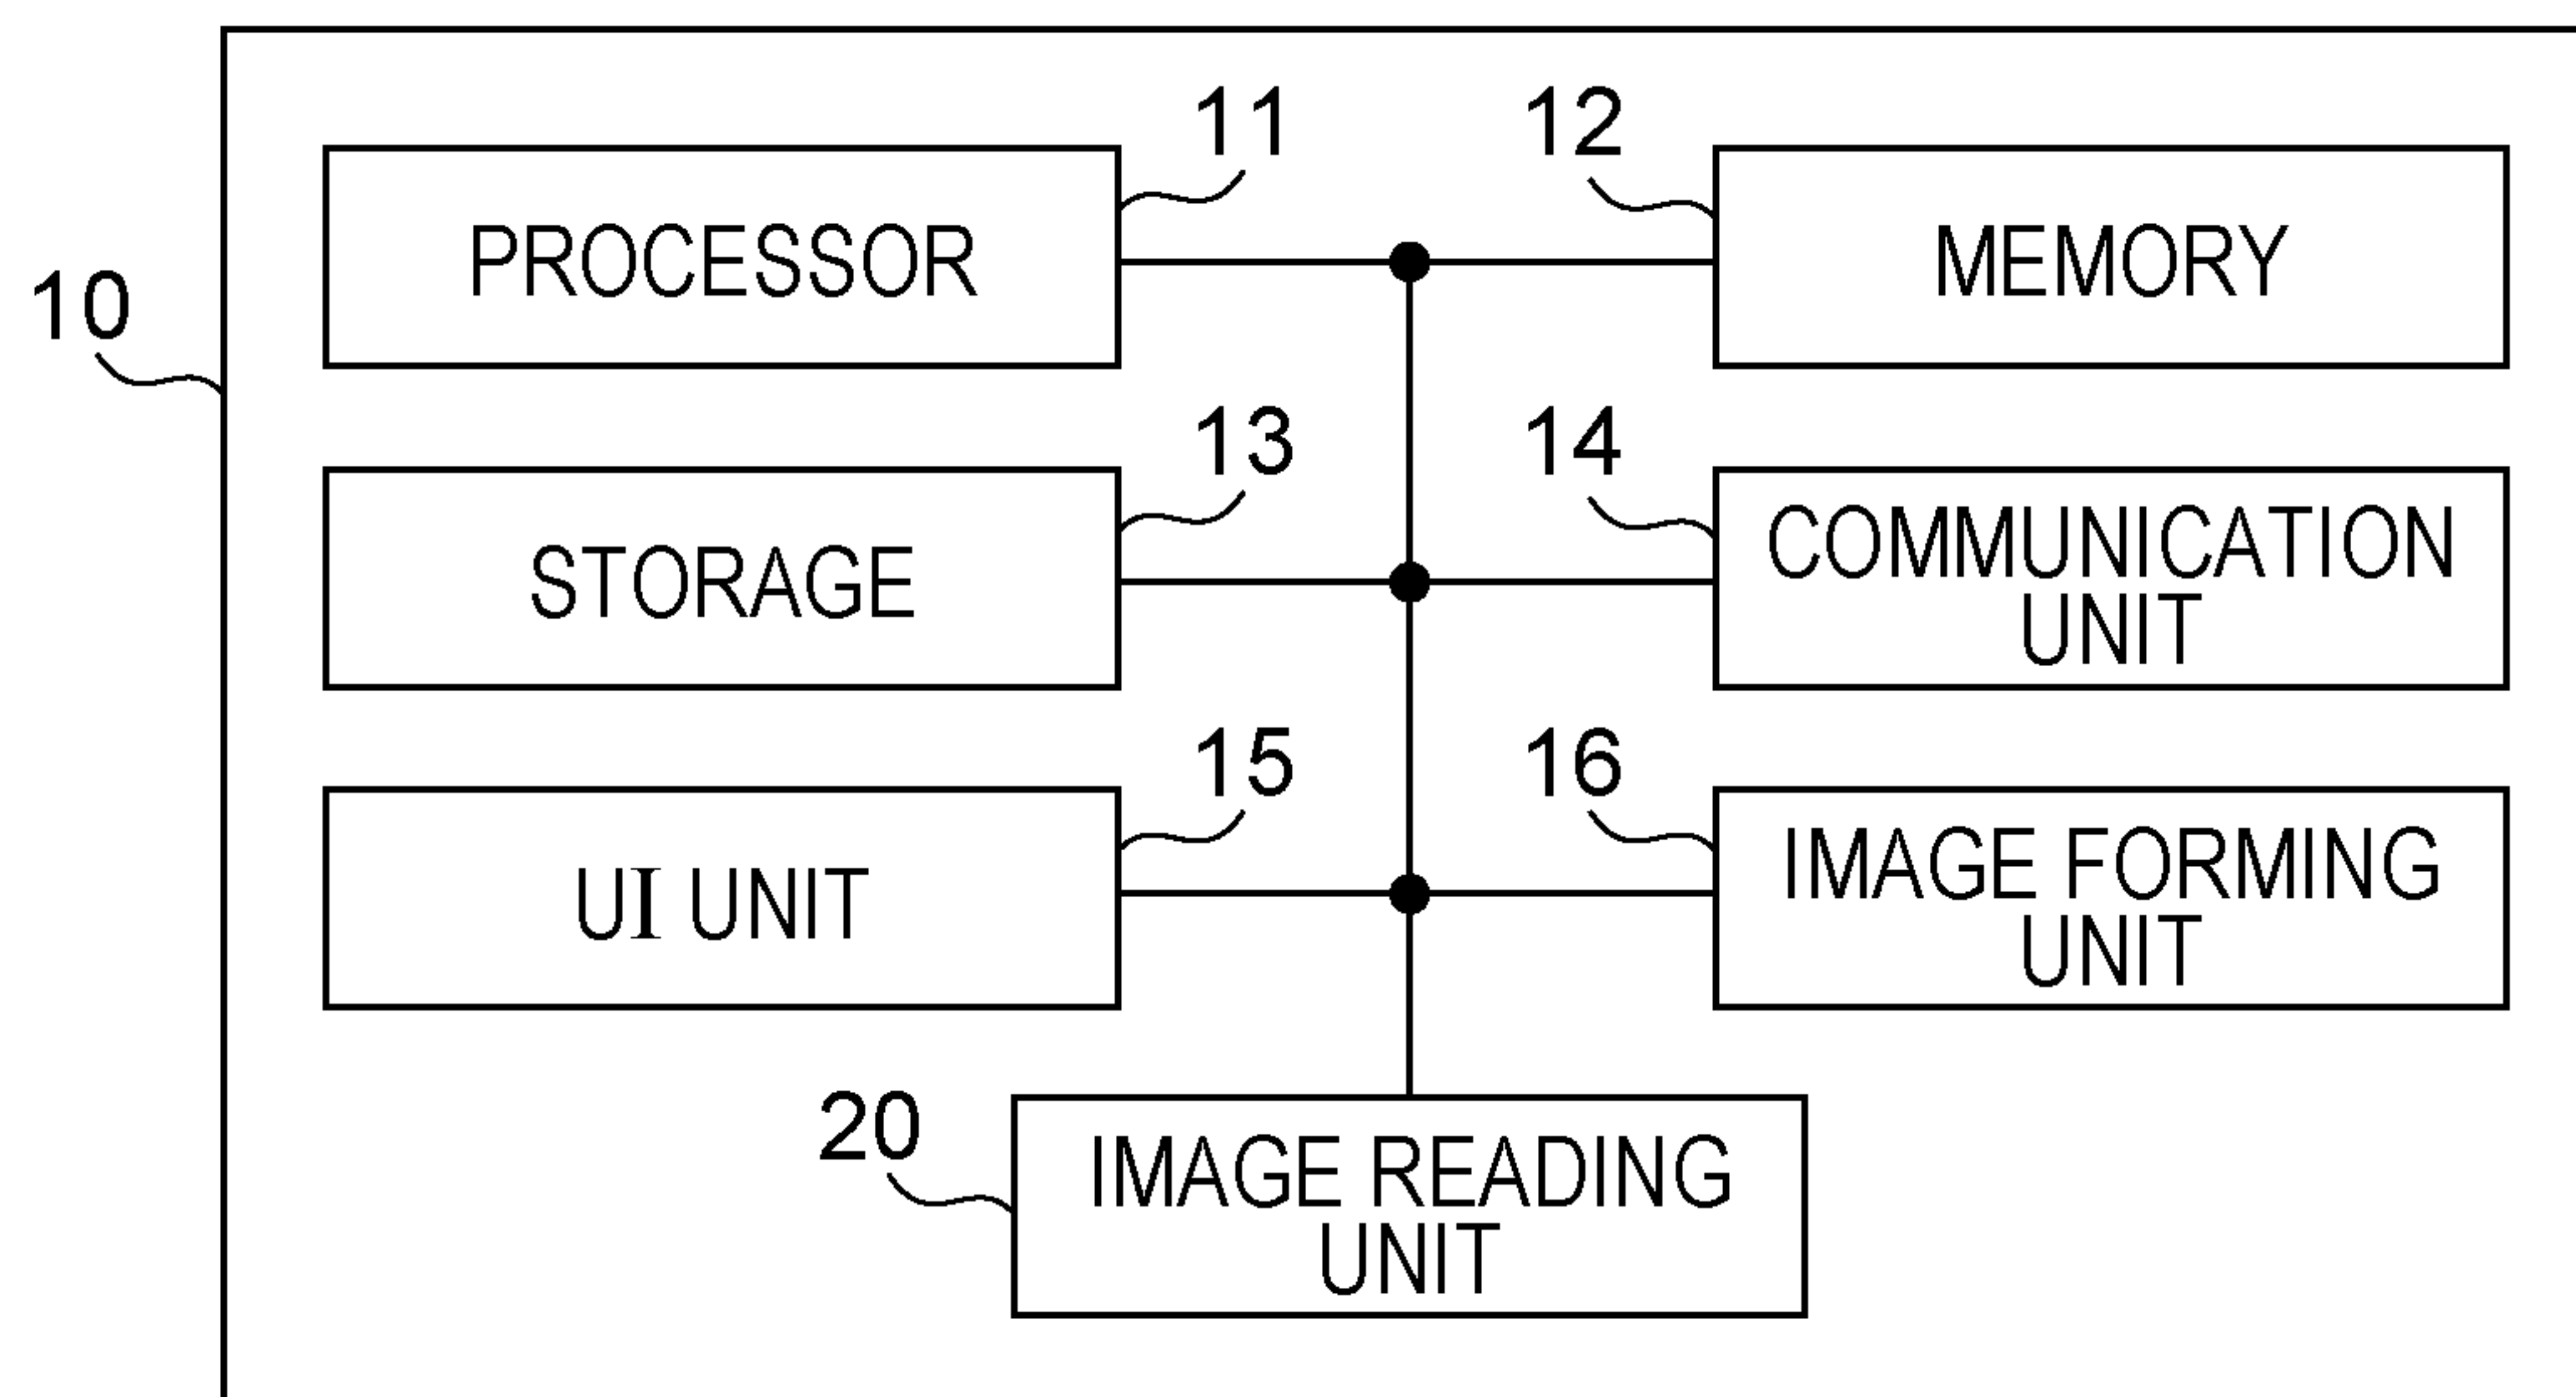 11
12
PROCESSOR
MEMORY
10
13
14
STORAGE
COMMUNICATION
UNIT
15
16
UI UNIT
IMAGE FORMING
UNIT
20
IMAGE READING
UNIT